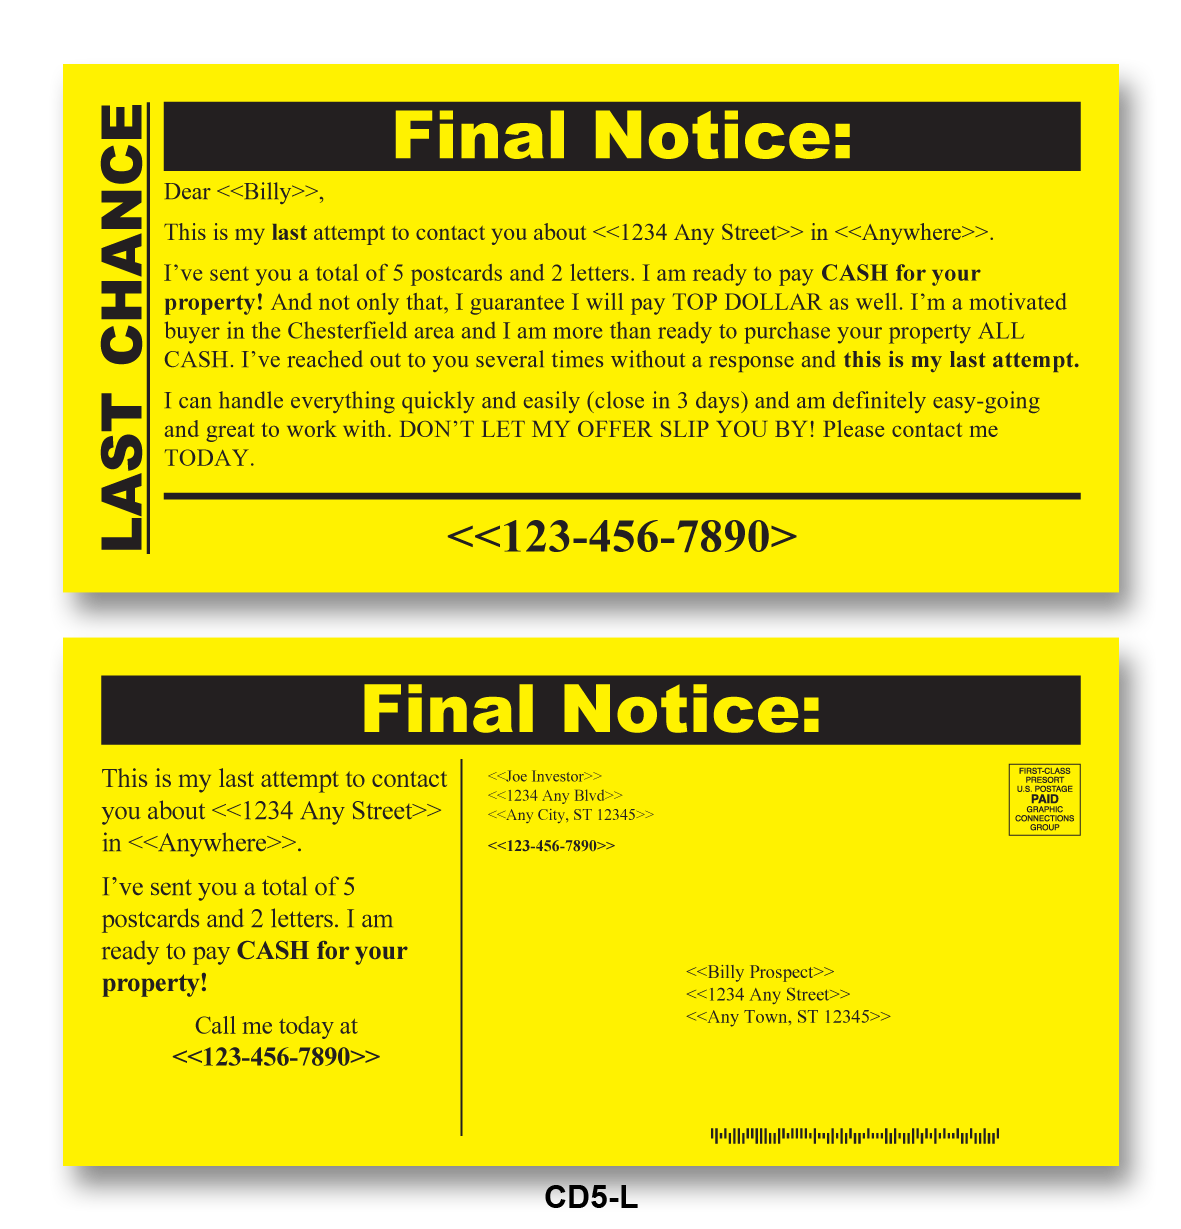 LAST CHANCE
Final Notice:
Dear <<Billy>>,
This is my last attempt to contact you about <<1234 Any Street>> in <<Anywhere>>.
I’ve sent you a total of 5 postcards and 2 letters. I am ready to pay CASH for your
property! And not only that, I guarantee I will pay TOP DOLLAR as well. I’m a motivated
buyer in the Chesterfield area and I am more than ready to purchase your property ALL
CASH. I’ve reached out to you several times without a response and this is my last attempt.
I can handle everything quickly and easily (close in 3 days) and am definitely easy-going
and great to work with. DON’T LET MY OFFER SLIP YOU BY! Please contact me
TODAY.
<<123-456-7890>
Final Notice:
This is my last attempt to contact
you about <<1234 Any Street>>
in <<Anywhere>>.
I’ve sent you a total of 5
postcards and 2 letters. I am
ready to pay CASH for your
property!
Call me today at
<<123-456-7890>>
<<Joe Investor>>
<<1234 Any Blvd>>
<<Any City, ST 12345>>
<<123-456-7890>>
FIRST-CLASS
PRESORT
U.S. POSTAGE
PAID
GRAPHIC
CONNECTIONS
GROUP
<<Billy Prospect>>
<<1234 Any Street>>
<<Any Town, ST 12345>>
CD5-L